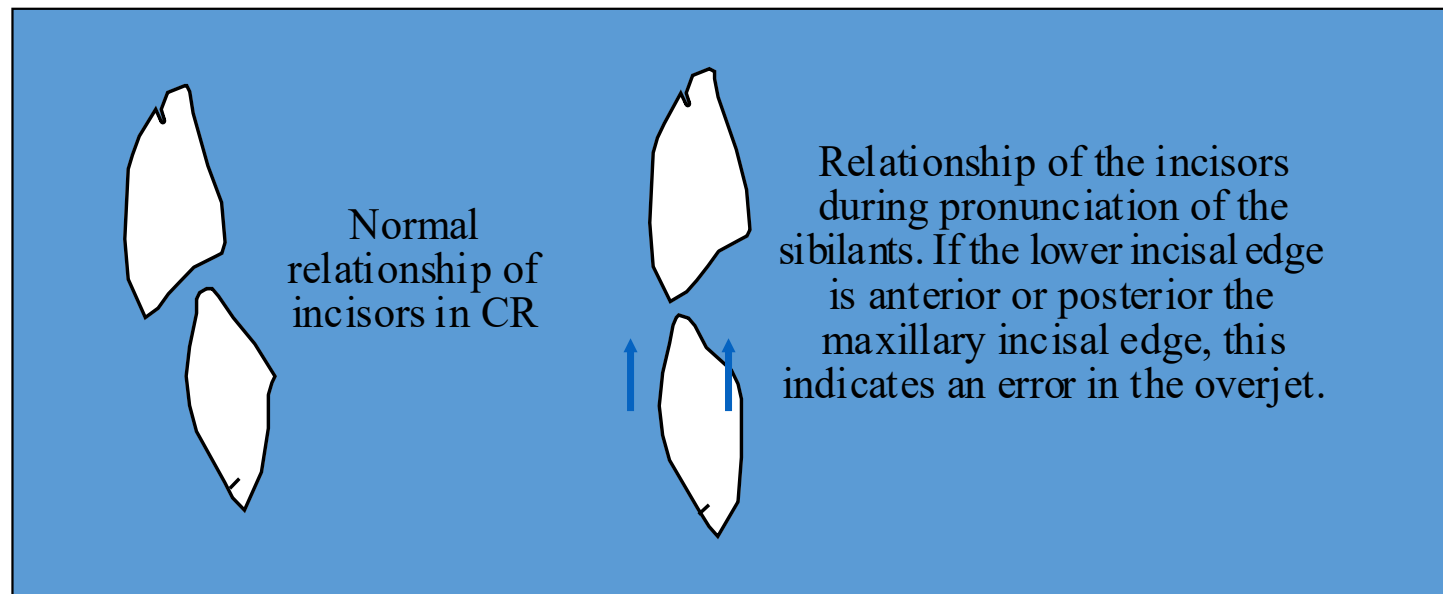 Normal
relationship of
incisors in CR
Relationship of the incisors
during pronunciation of the
sibilants. If the lower incisal edge
is anterior or posterior the
maxillary incisal edge, this
indicates an error in the overjet.